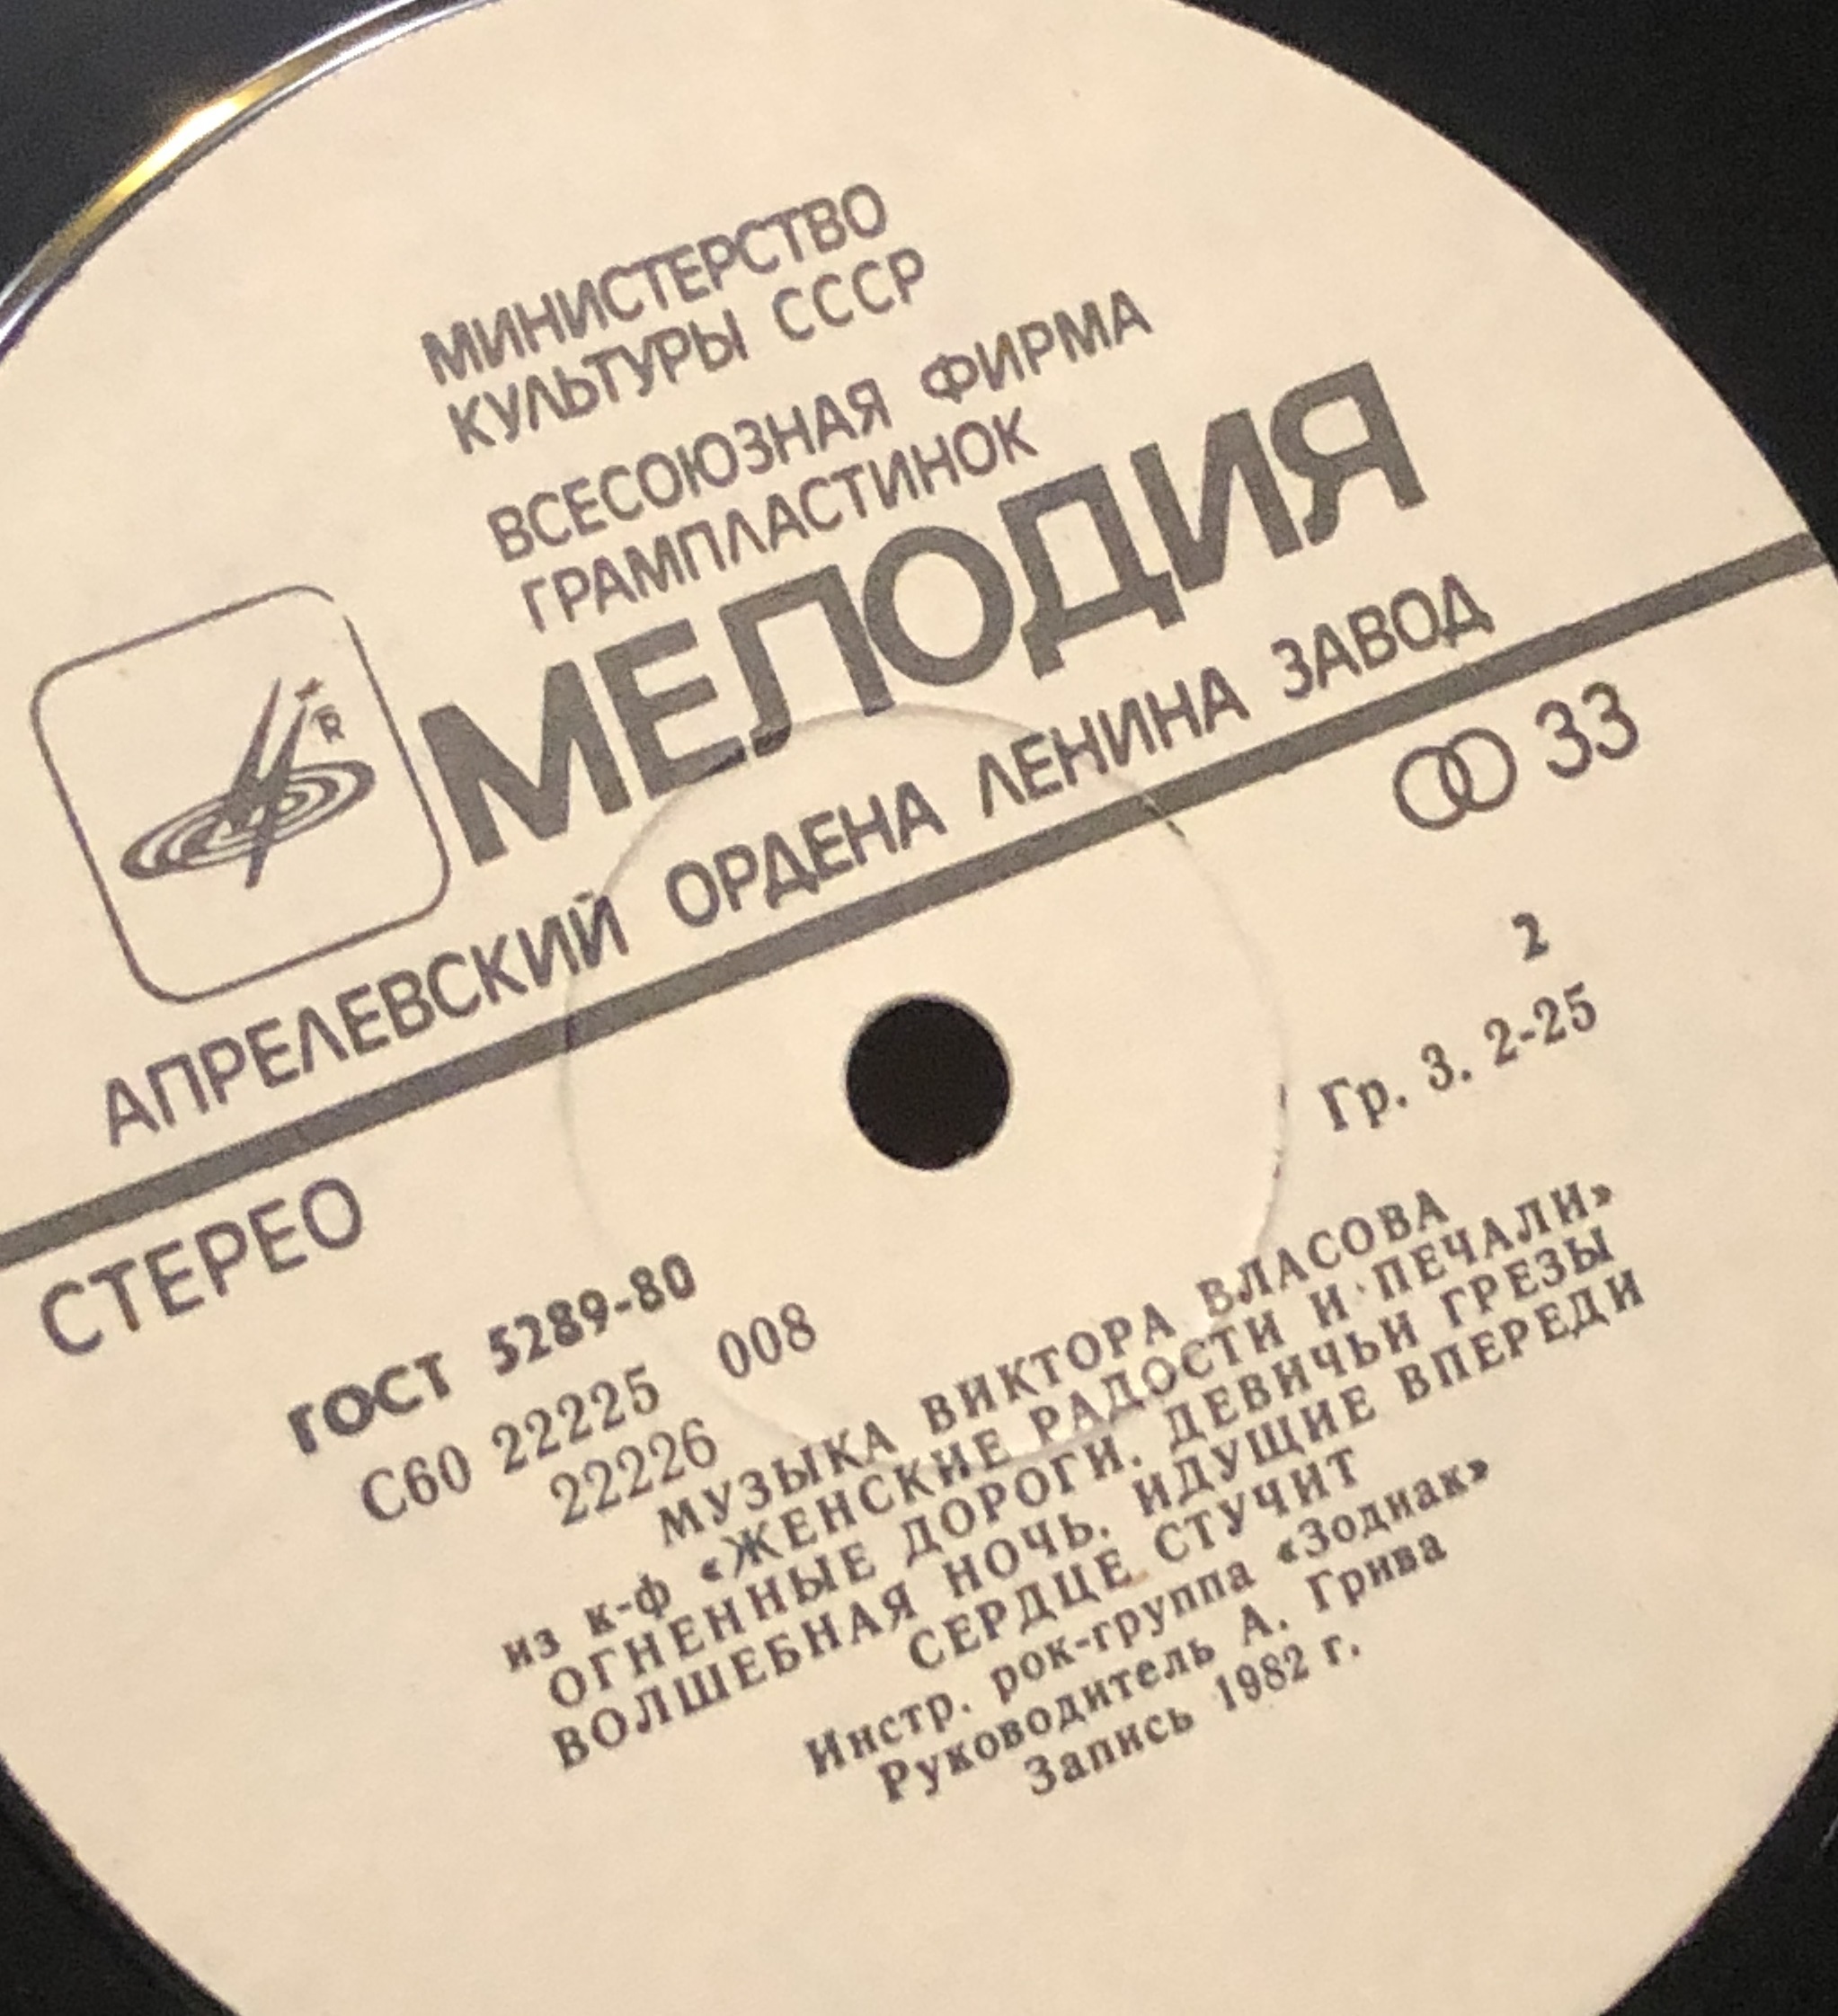 МИНИСТЕРСТВО
КУЛЬТУРЫ СССР
ВСЕСОЮЗНАЯ ФИРМА
ГРАМПЛАСТИНОК
МЕЛОДИЯ
R
АПРЕЛЕВСКИЙ ОРДЕНА ЛЕНИНА ЗАВОД
СТЕРЕО
33
ГОСТ 5289-80
2
С60 22225 008
22226
Гр. 3. 2-25
МУЗЫКА ВИКТОРА ВЛАСОВА
из к-ф «ЖЕНСКИЕ РАДОСТИ И ПЕЧАЛИ»
ОГНЕННЫЕ ДОРОГИ. ДЕВИЧЬИ ГРЕЗЫ
ВОЛШЕБНАЯ НОЧЬ. ИДУЩИЕ ВПЕРЕДИ
СЕРДЦЕ СТУЧИТ
Инстр. рок-группа «Зодиак»
Руководитель А. Грива
Запись 1982 г.